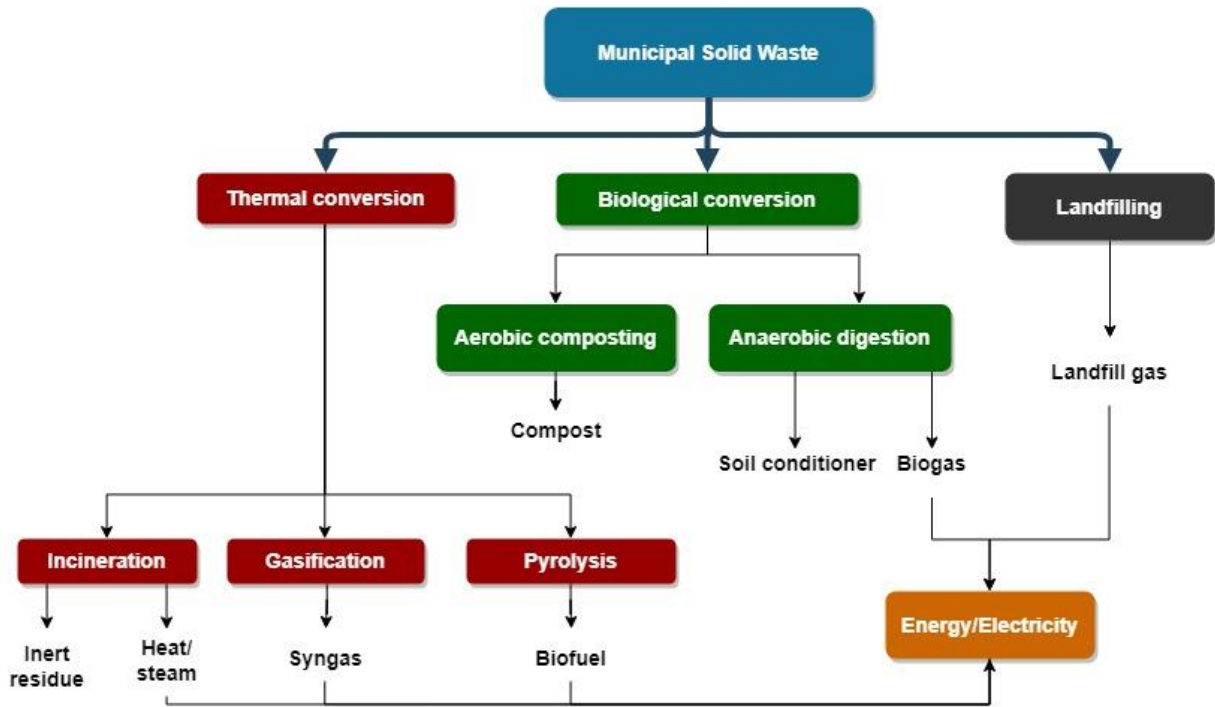 Municipal Solid Waste
Thermal conversion
Biological conversion
Landfilling
Aerobic composting
Anaerobic digestion
Landfill gas
Compost
Soil conditioner
Biogas
Incineration
Gasification
Pyrolysis
Energy/Electricity
Inert
residue
Heat/
steam
Syngas
Biofuel